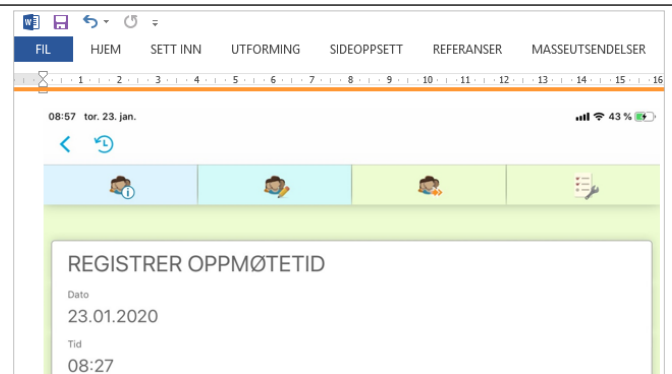 FIL HJEM SETT INN UTFORMING SIDEOPPSETT REFERANSER MASSEUTSENDELSER
1 2 3 4 5 6 7 8 9 10 11 12 13 14 15 16
08:57 tor. 23. jan. 43 %
REGISTRER OPPMØTETID
Dato
23.01.2020
Tid
08:27